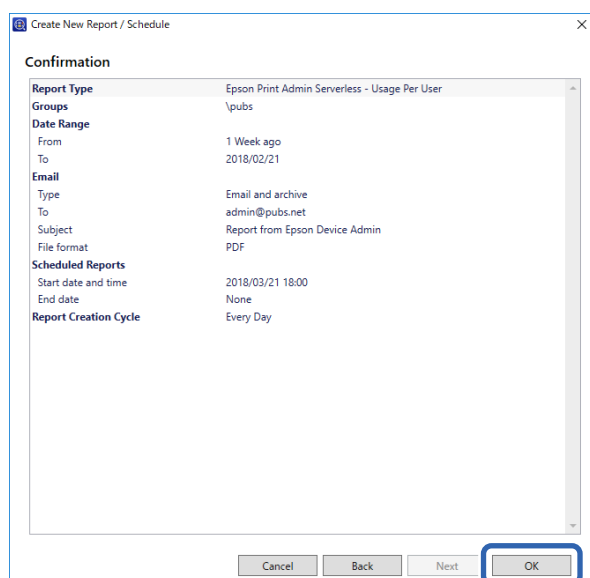 Create New Report / Schedule
Confirmation
Report Type Epson Print Admin Serverless - Usage Per User
Groups \pubs
Date Range
From 1 Week ago
To 2018/02/21
Email
Type Email and archive
To admin@pubs.net
Subject Report from Epson Device Admin
File format PDF
Scheduled Reports
Start date and time 2018/03/21 18:00
End date None
Report Creation Cycle Every Day
Cancel Back Next OK